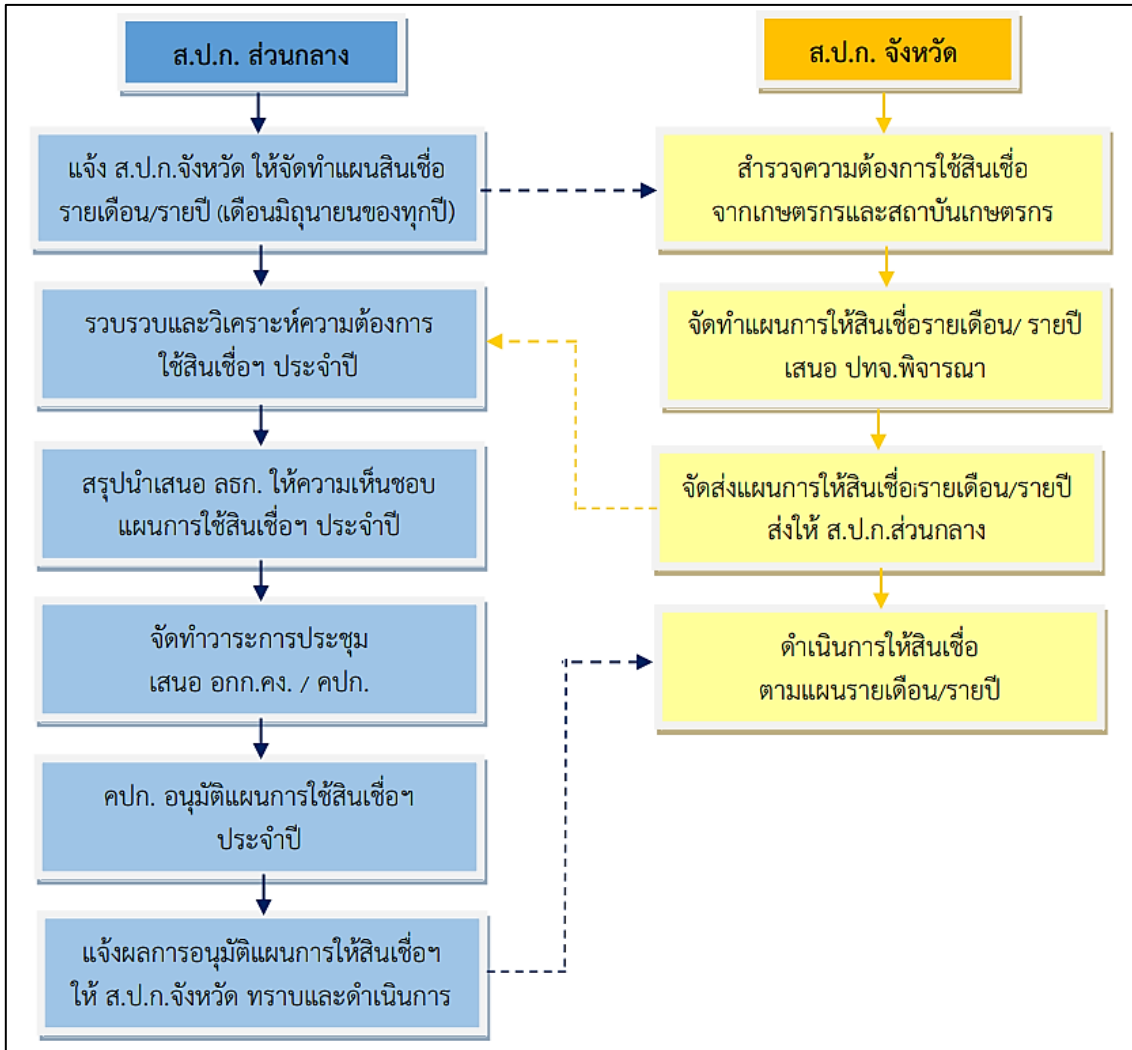 ส.ป.ก. ส่วนกลาง
แจ้ง ส.ป.ก.จังหวัด ให้จัดทำแผนสินเชื่อ
รายเดือน/รายปี (เดือนมิถุนายนของทุกปี)
รวบรวบและวิเคราะห์ความต้องการ
ใช้สินเชื่อฯ ประจำปี
สรุปนำเสนอ ลธก. ให้ความเห็นชอบ
แผนการใช้สินเชื่อฯ ประจำปี
จัดทำวาระการประชุม
เสนอ อกก.คง. / คปก.
คปก. อนุมัติแผนการใช้สินเชื่อฯ
ประจำปี
แจ้งผลการอนุมัติแผนการให้สินเชื่อฯ
ให้ ส.ป.ก.จังหวัด ทราบและดำเนินการ
ส.ป.ก. จังหวัด
สำรวจความต้องการใช้สินเชื่อ
จากเกษตรกรและสถาบันเกษตรกร
จัดทำแผนการให้สินเชื่อรายเดือน/ รายปี
เสนอ ปทจ.พิจารณา
จัดส่งแผนการให้สินเชื่อรายเดือน/รายปี
ส่งให้ ส.ป.ก.ส่วนกลาง
ดำเนินการให้สินเชื่อ
ตามแผนรายเดือน/รายปี